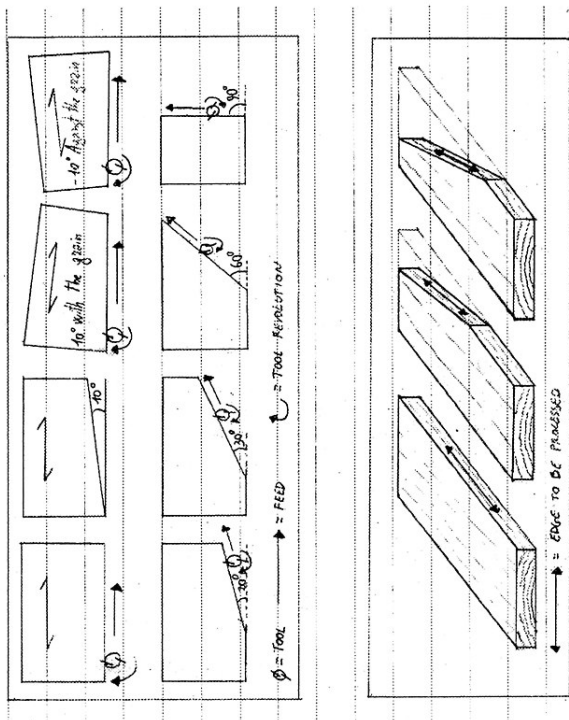 10°
10° with the grain
- 10° Against the grain
20°
30°
60°
90°
Ø = TOOL → = FEED = TOOL REVOLUTION
↔ = EDGE TO BE PROCESSED